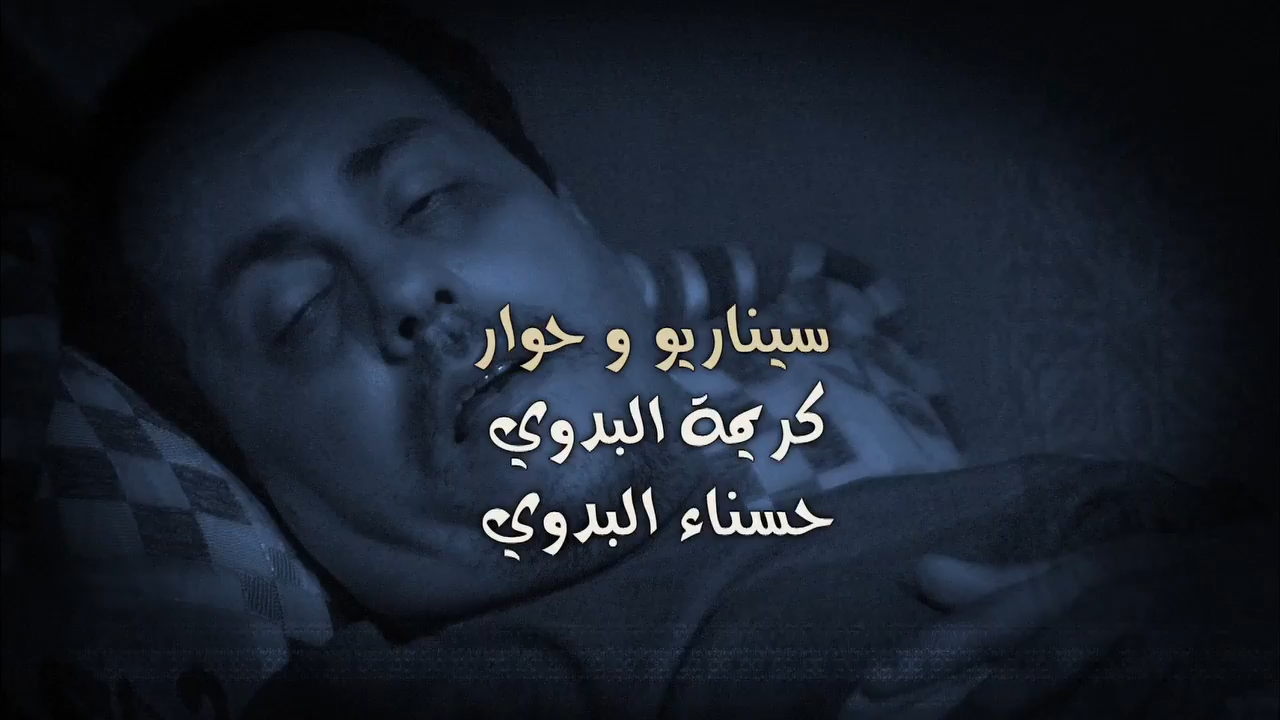 سيناريو و حوار
كريمة البدوي
حسناء البدوي